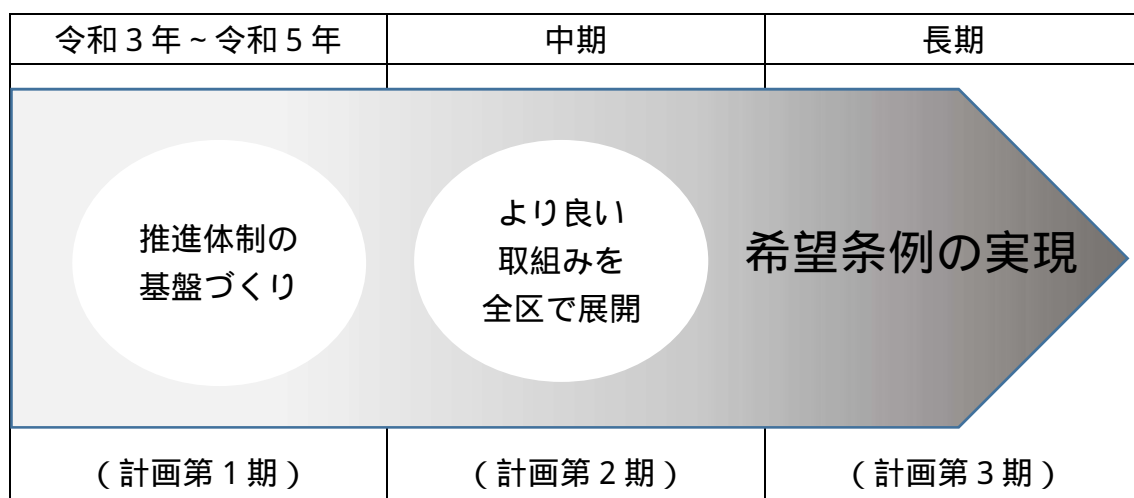 令和３年～令和５年
中期
長期
推進体制の
基盤づくり
より良い
取組みを
全区で展開
希望条例の実現
（計画第１期）
（計画第２期）
（計画第３期）